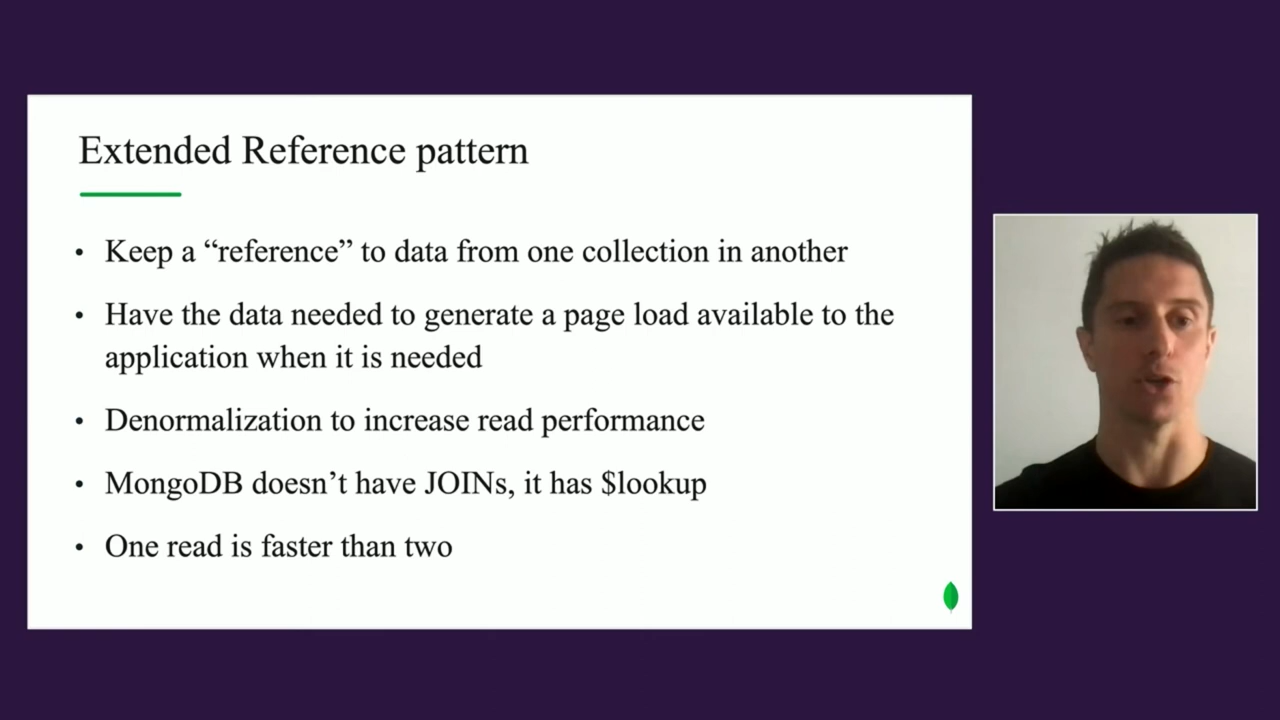 Extended Reference pattern
• Keep a “reference” to data from one collection in another
• Have the data needed to generate a page load available to the
application when it is needed
• Denormalization to increase read performance
• MongoDB doesn’t have JOINs, it has $lookup
• One read is faster than two